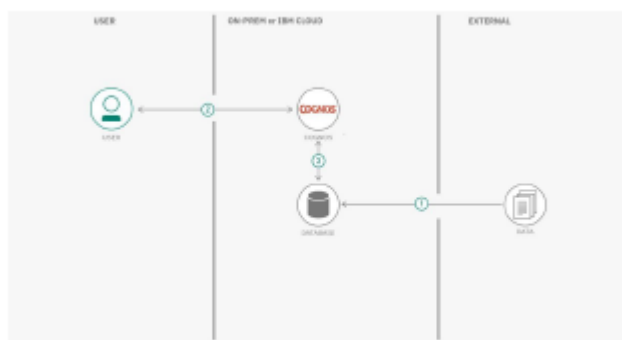 USER
ON-PREM or IBM CLOUD
EXTERNAL
2
COGNOS
USER
COGNOS
3
1
DATABASE
DATA